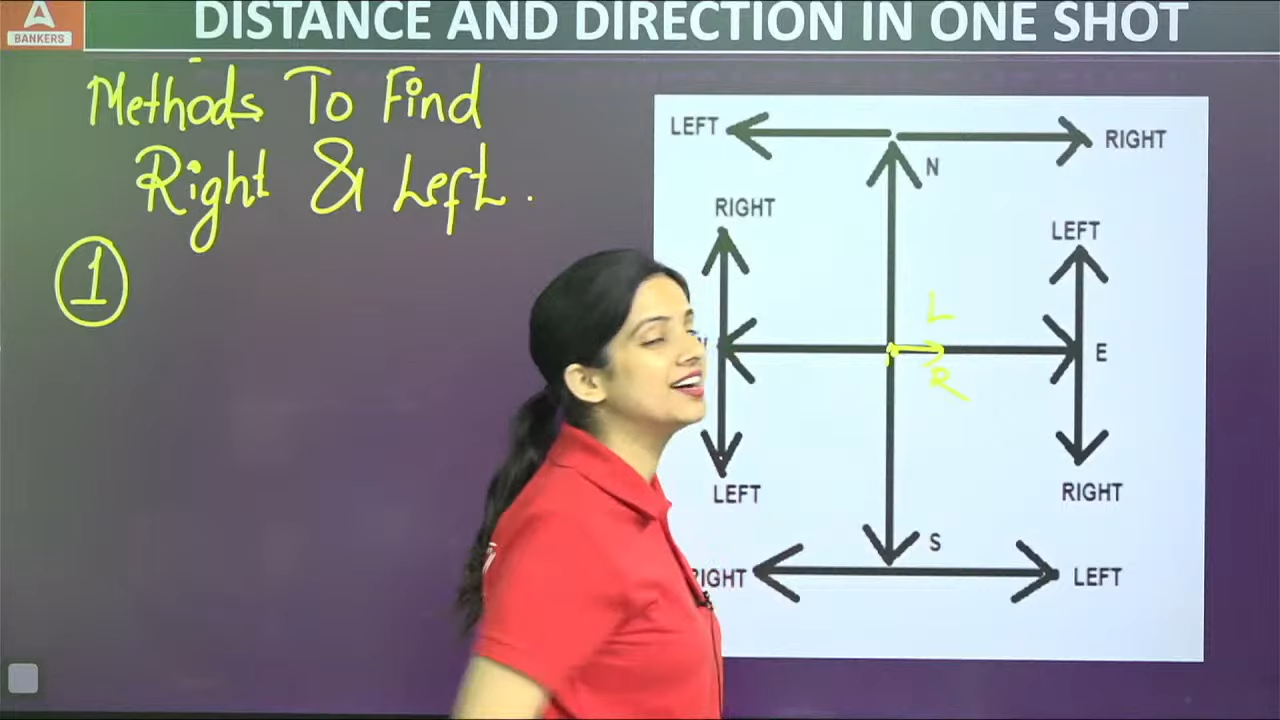 A
BANKERS
DISTANCE AND DIRECTION IN ONE SHOT
Methods To Find
Right & Left.
1
LEFT
RIGHT
N
RIGHT
LEFT
L
E
R
LEFT
RIGHT
S
RIGHT
LEFT